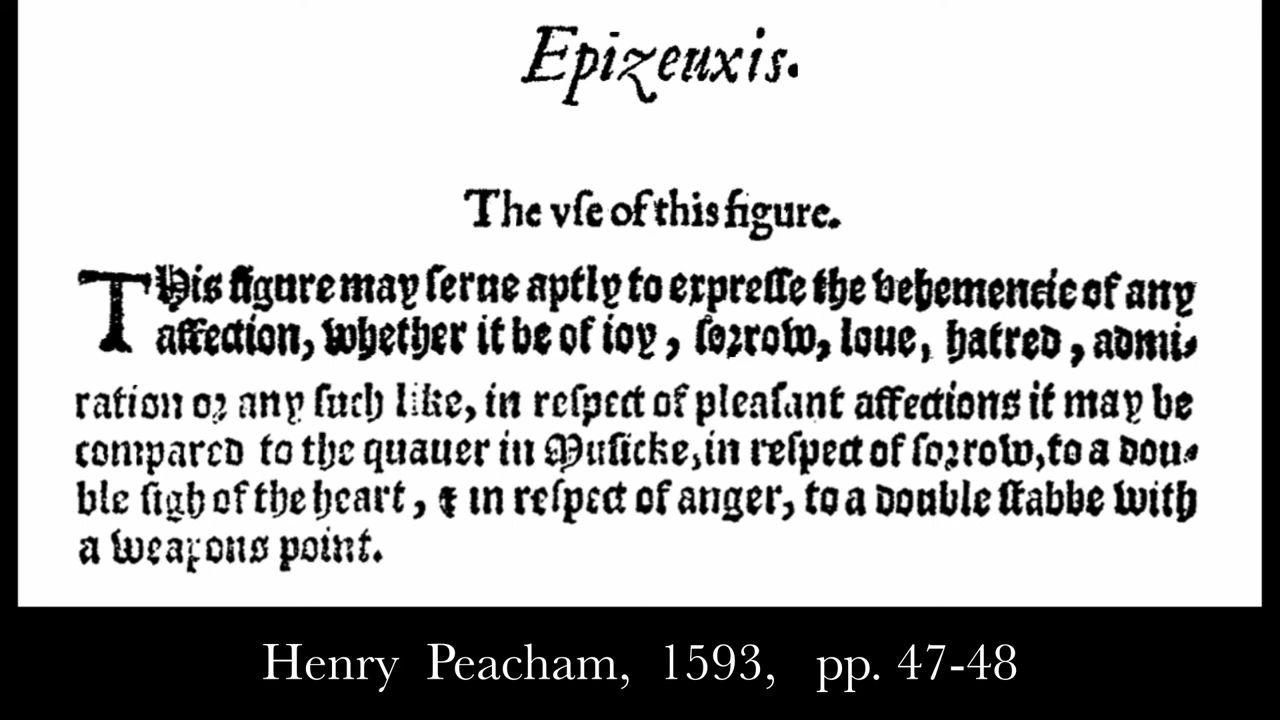 Epizeuxis.
The vſe of this figure.
THis figure may ſerue aptly to expreſſe the vehemencie of any
affection, whether it be of ioy, ſorrow, loue, hatred, admi-
ration or any ſuch like, in reſpect of pleaſant affections it may be
compared to the quauer in Muſicke, in reſpect of ſorrow, to a dou-
ble ſigh of the heart, & in reſpect of anger, to a double ſtabbe with
a weapons point.
Henry Peacham, 1593, pp. 47-48